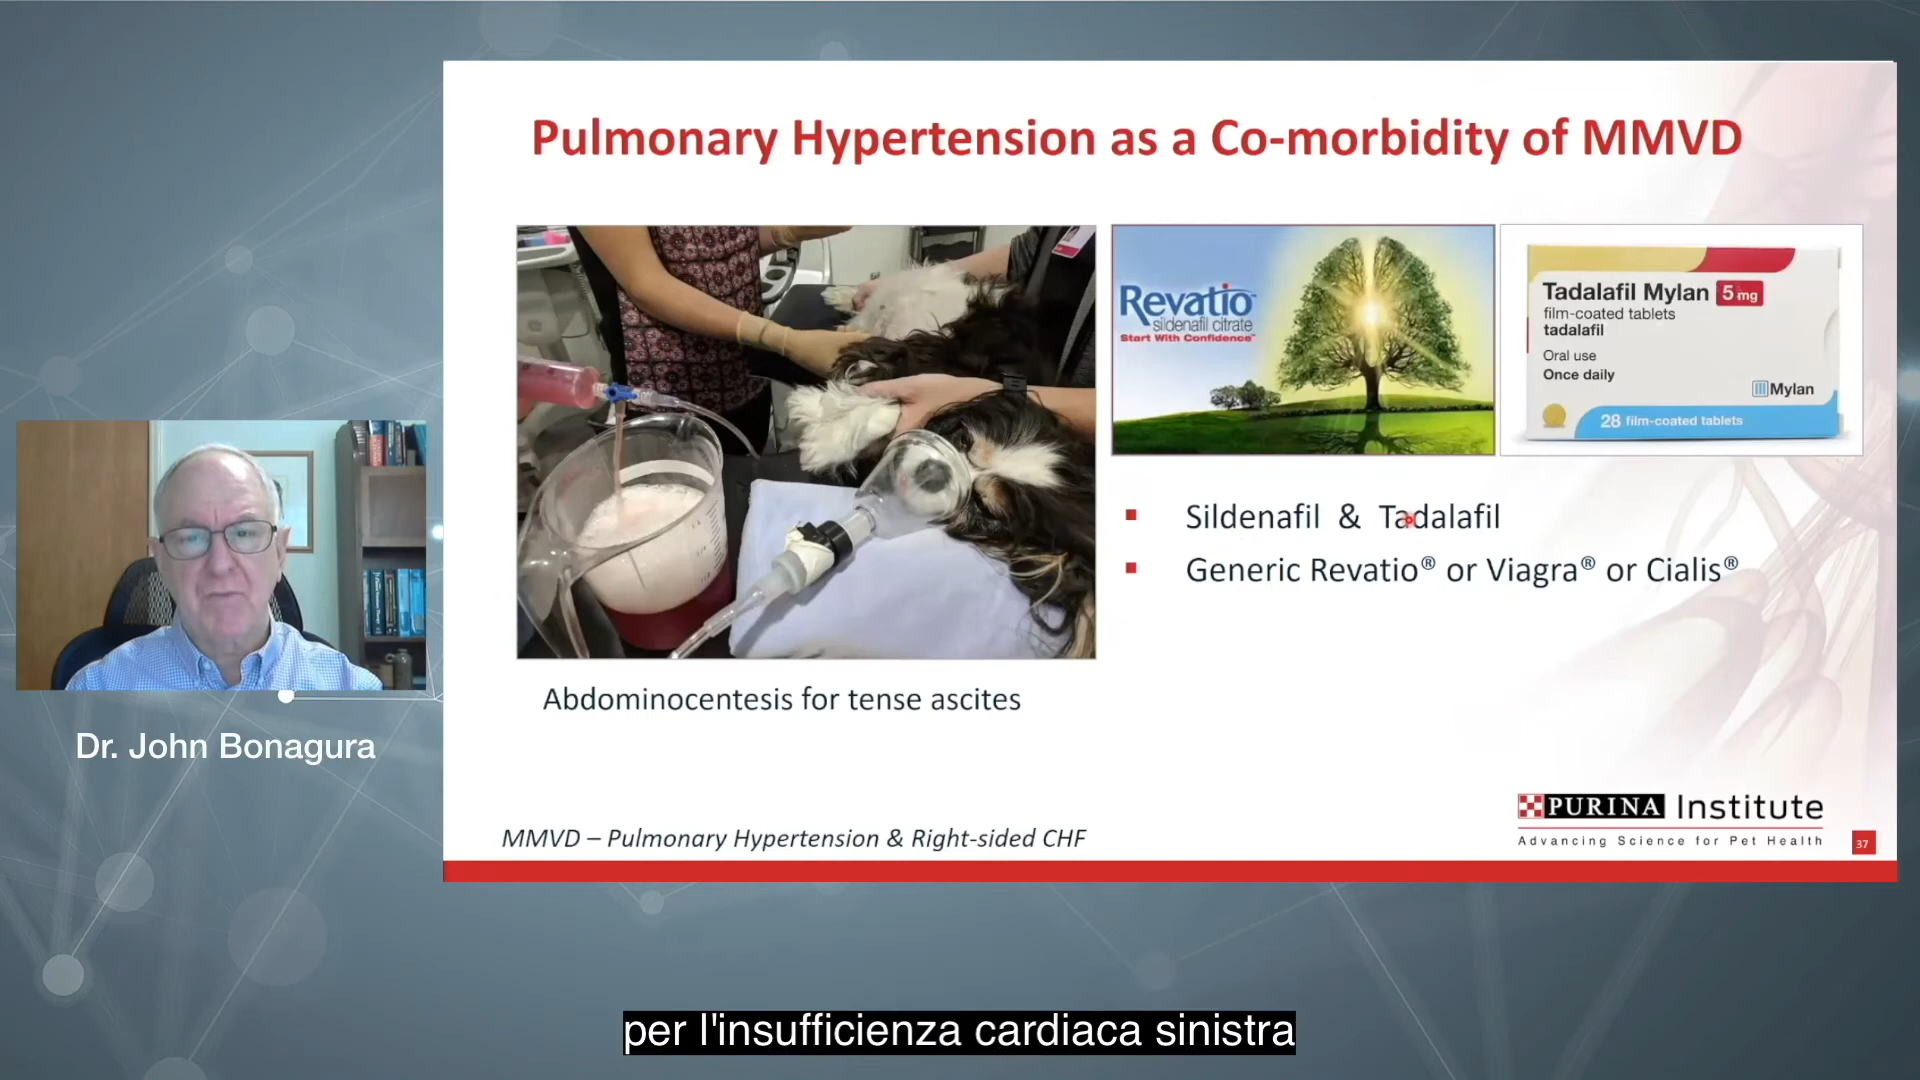 Pulmonary Hypertension as a Co-morbidity of MMVD
Revatio
sildenafil citrate
Start With Confidence
Tadalafil Mylan 5 mg
film-coated tablets
tadalafil
Oral use
Once daily
Mylan
28 film-coated tablets
Sildenafil & Tadalafil
Generic Revatio® or Viagra® or Cialis®
Abdominocentesis for tense ascites
Dr. John Bonagura
MMVD – Pulmonary Hypertension & Right-sided CHF
PURINA Institute
Advancing Science for Pet Health
37
per l'insufficienza cardiaca sinistra